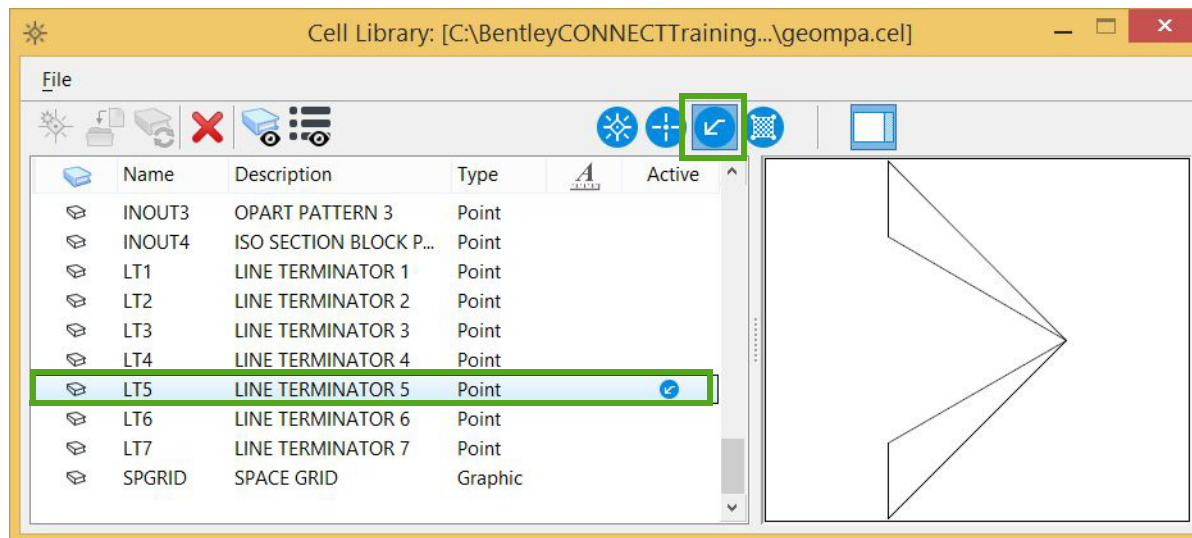 Cell Library: [C:\BentleyCONNECTTraining...\geompa.cel]
File
Name Description Type A Active
INOUT3 OPART PATTERN 3 Point
INOUT4 ISO SECTION BLOCK P... Point
LT1 LINE TERMINATOR 1 Point
LT2 LINE TERMINATOR 2 Point
LT3 LINE TERMINATOR 3 Point
LT4 LINE TERMINATOR 4 Point
LT5 LINE TERMINATOR 5 Point
LT6 LINE TERMINATOR 6 Point
LT7 LINE TERMINATOR 7 Point
SPGRID SPACE GRID Graphic